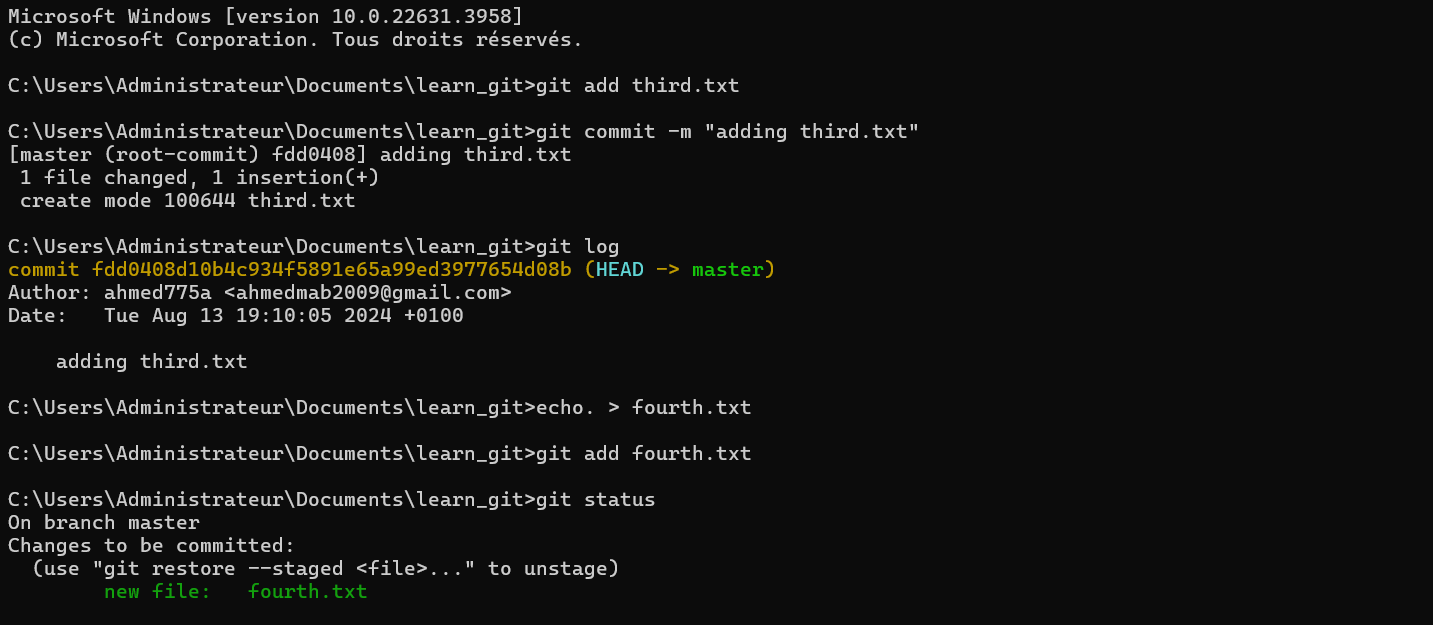 Microsoft Windows [version 10.0.22631.3958]
(c) Microsoft Corporation. Tous droits réservés.
C:\Users\Administrateur\Documents\learn_git>git add third.txt
C:\Users\Administrateur\Documents\learn_git>git commit -m "adding third.txt"
[master (root-commit) fdd0408] adding third.txt
 1 file changed, 1 insertion(+)
 create mode 100644 third.txt
C:\Users\Administrateur\Documents\learn_git>git log
commit fdd0408d10b4c934f5891e65a99ed3977654d08b (HEAD -> master)
Author: ahmed775a <ahmedmab2009@gmail.com>
Date:   Tue Aug 13 19:10:05 2024 +0100
    adding third.txt
C:\Users\Administrateur\Documents\learn_git>echo. > fourth.txt
C:\Users\Administrateur\Documents\learn_git>git add fourth.txt
C:\Users\Administrateur\Documents\learn_git>git status
On branch master
Changes to be committed:
  (use "git restore --staged <file>..." to unstage)
        new file:   fourth.txt